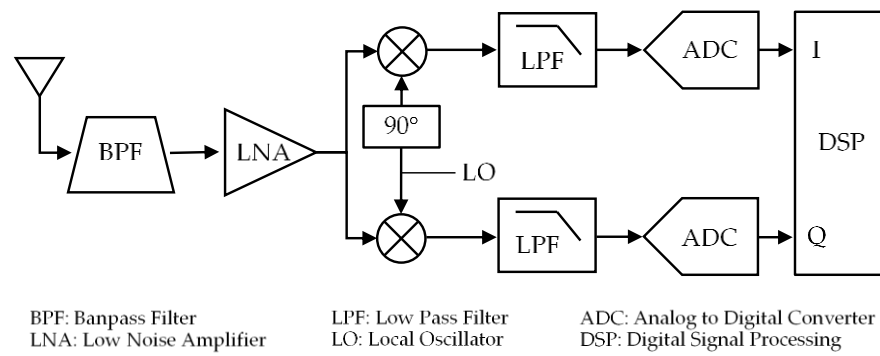 LPF
ADC
I
90°
BPF
LNA
DSP
LO
LPF
ADC
Q
BPF: Banpass Filter
LNA: Low Noise Amplifier
LPF: Low Pass Filter
LO: Local Oscillator
ADC: Analog to Digital Converter
DSP: Digital Signal Processing